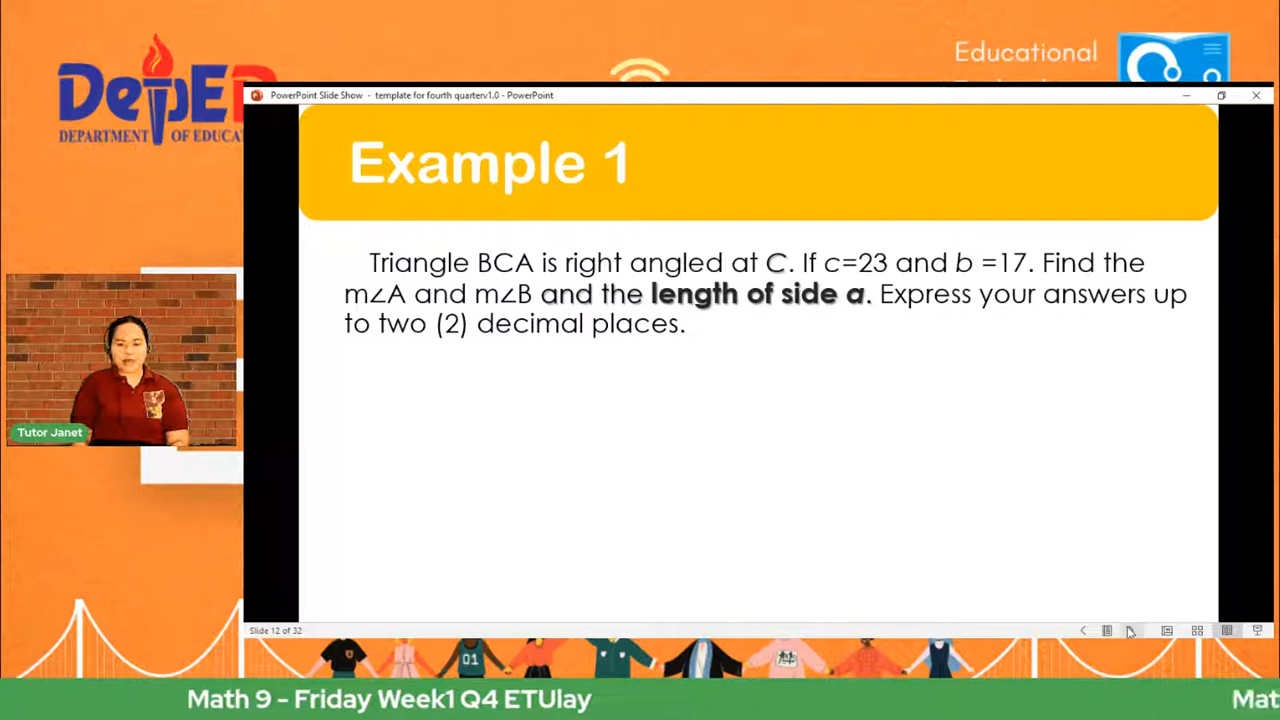 DepED
DEPARTMENT OF EDUCA
Educational
PowerPoint Slide Show - template for fourth quarterv1.0 - PowerPoint
Example 1
Triangle BCA is right angled at C. If c=23 and b =17. Find the
m∠A and m∠B and the length of side a. Express your answers up
to two (2) decimal places.
Tutor Janet
Slide 12 of 32
01
Math 9 - Friday Week1 Q4 ETUlay
Mat